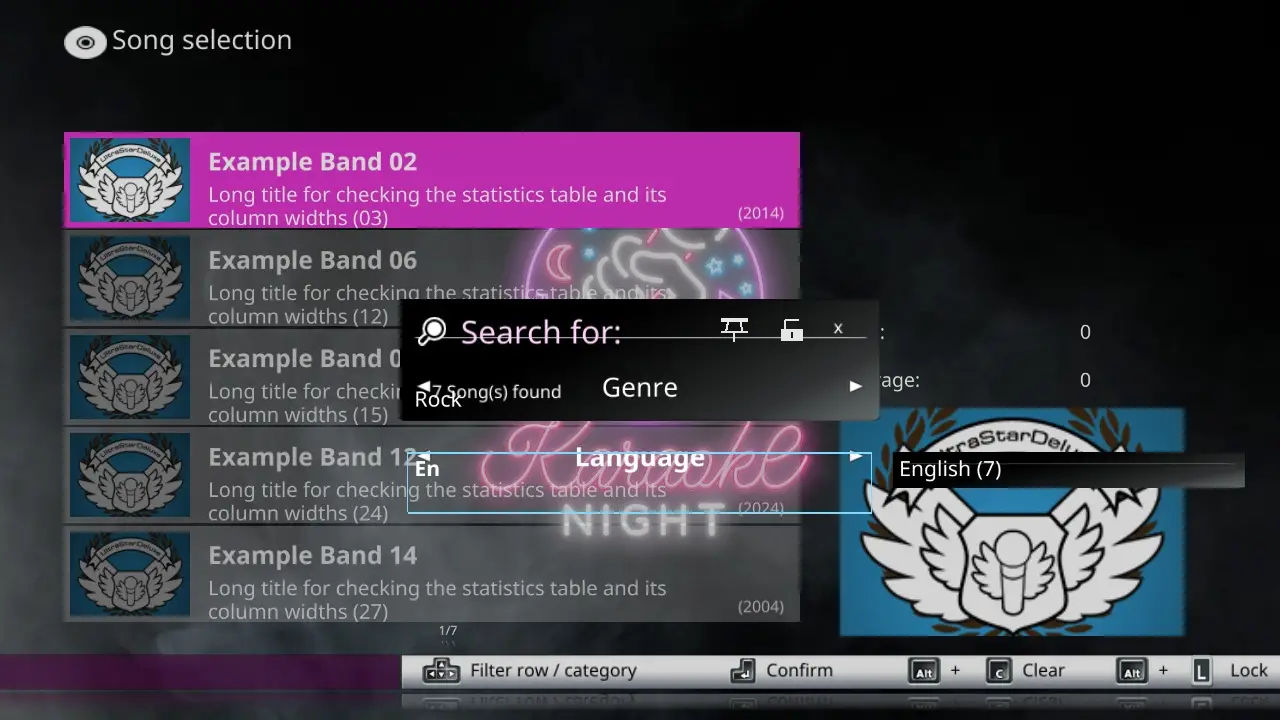 Song selection
Example Band 02
Long title for checking the statistics table and its
column widths (03)
(2014)
Example Band 06
Long title for checking the statistics table and its
column widths (12)
Example Band 0
Long title for checkin
column widths (15)
Search for:
x
7 Song(s) found
Genre
Rock
:
0
rage:
0
Example Band 12
Long title for checking the statistics table and its
column widths (24)
(2024)
Language
En
English (7)
Karaoke
NIGHT
UltraStarDeluxe
Example Band 14
Long title for checking the statistics table and its
column widths (27)
(2004)
1/7
Filter row / category
Confirm
Alt + C Clear
Alt + L Lock